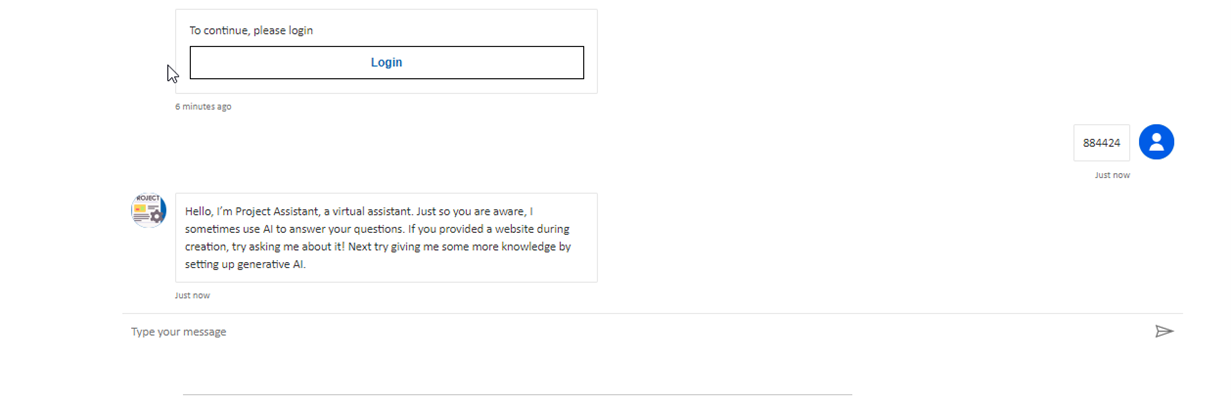 To continue, please login
Login
6 minutes ago
884424
Just now
ROJECT
Hello, I'm Project Assistant, a virtual assistant. Just so you are aware, I
sometimes use AI to answer your questions. If you provided a website during
creation, try asking me about it! Next try giving me some more knowledge by
setting up generative AI.
Just now
Type your message